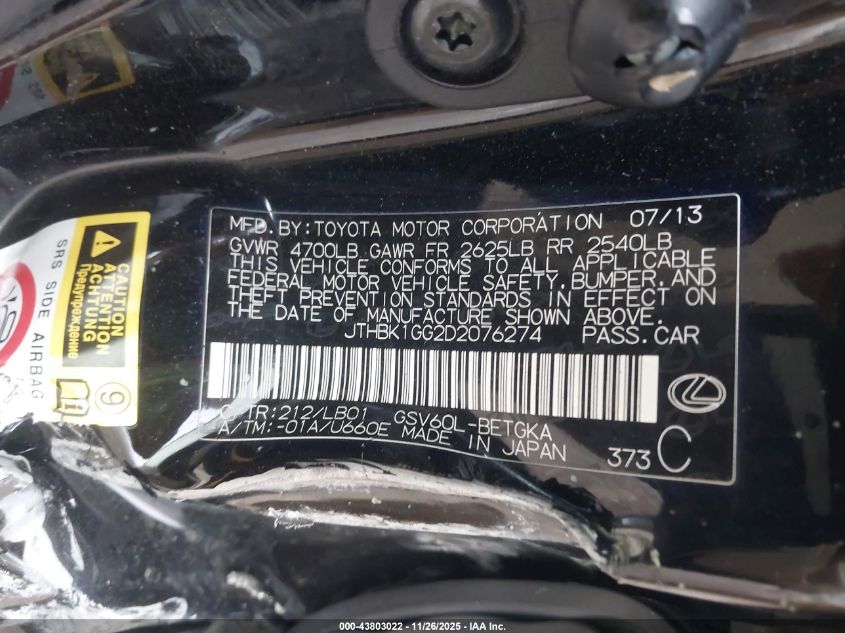 MFD. BY: TOYOTA MOTOR CORPORATION 07/13
GVWR 4700LB GAWR FR 2625LB RR 2540LB
THIS VEHICLE CONFORMS TO ALL APPLICABLE
FEDERAL MOTOR VEHICLE SAFETY, BUMPER, AND
THEFT PREVENTION STANDARDS IN EFFECT ON
THE DATE OF MANUFACTURE SHOWN ABOVE.
JTHBK1GG2D2076274 PASS. CAR
C/TR: 212/LB01 GSV60L-BETGKA
A/TM: -01A/U660E MADE IN JAPAN
373 C
CAUTION
ATTENTION
ACHTUNG
Предупреждение
9
SRS SIDE AIRBAG
000-43803022 - 11/26/2025 - IAA Inc.